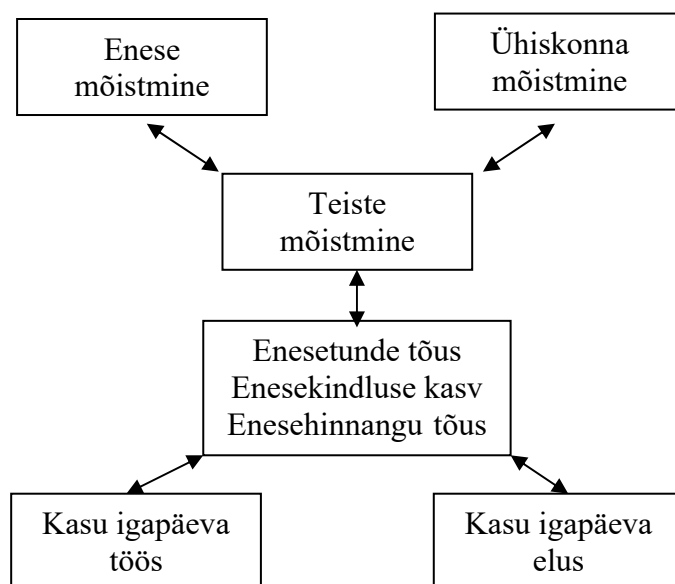 Enese
mõistmine
Ühiskonna
mõistmine
Teiste
mõistmine
Enesetunde tõus
Enesekindluse kasv
Enesehinnangu tõus
Kasu igapäeva
töös
Kasu igapäeva
elus